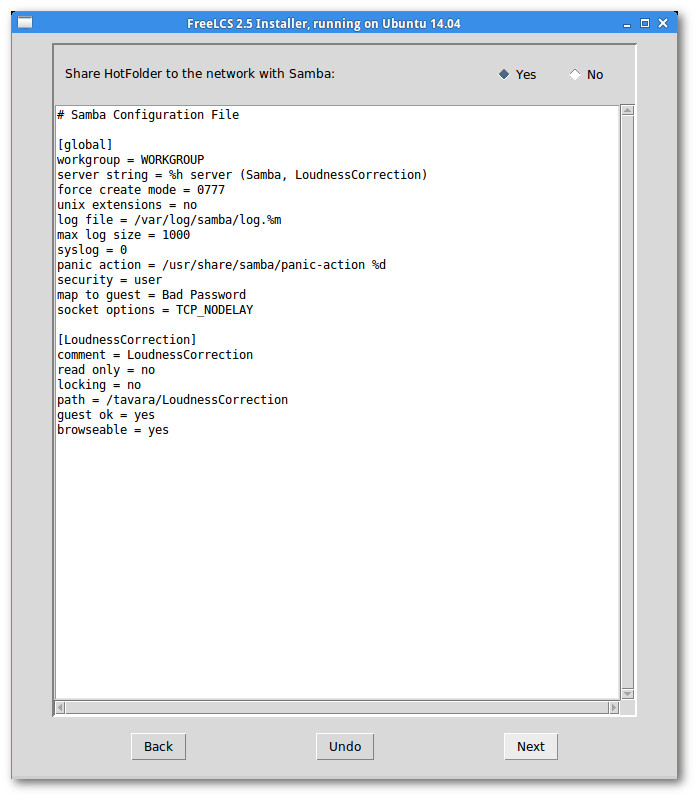 FreeLCS 2.5 Installer, running on Ubuntu 14.04
Share HotFolder to the network with Samba:
Yes
No
# Samba Configuration File
[global]
workgroup = WORKGROUP
server string = %h server (Samba, LoudnessCorrection)
force create mode = 0777
unix extensions = no
log file = /var/log/samba/log.%m
max log size = 1000
syslog = 0
panic action = /usr/share/samba/panic-action %d
security = user
map to guest = Bad Password
socket options = TCP_NODELAY
[LoudnessCorrection]
comment = LoudnessCorrection
read only = no
locking = no
path = /tavara/LoudnessCorrection
guest ok = yes
browseable = yes
Back
Undo
Next